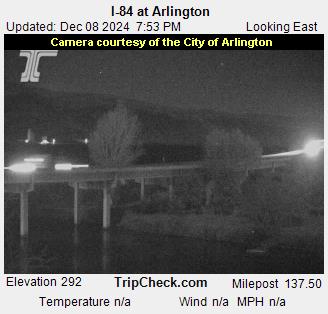 I-84 at Arlington
Updated: Dec 08 2024 7:53 PM Looking East
Camera courtesy of the City of Arlington
Elevation 292 TripCheck.com Milepost 137.50
Temperature n/a Wind n/a MPH n/a